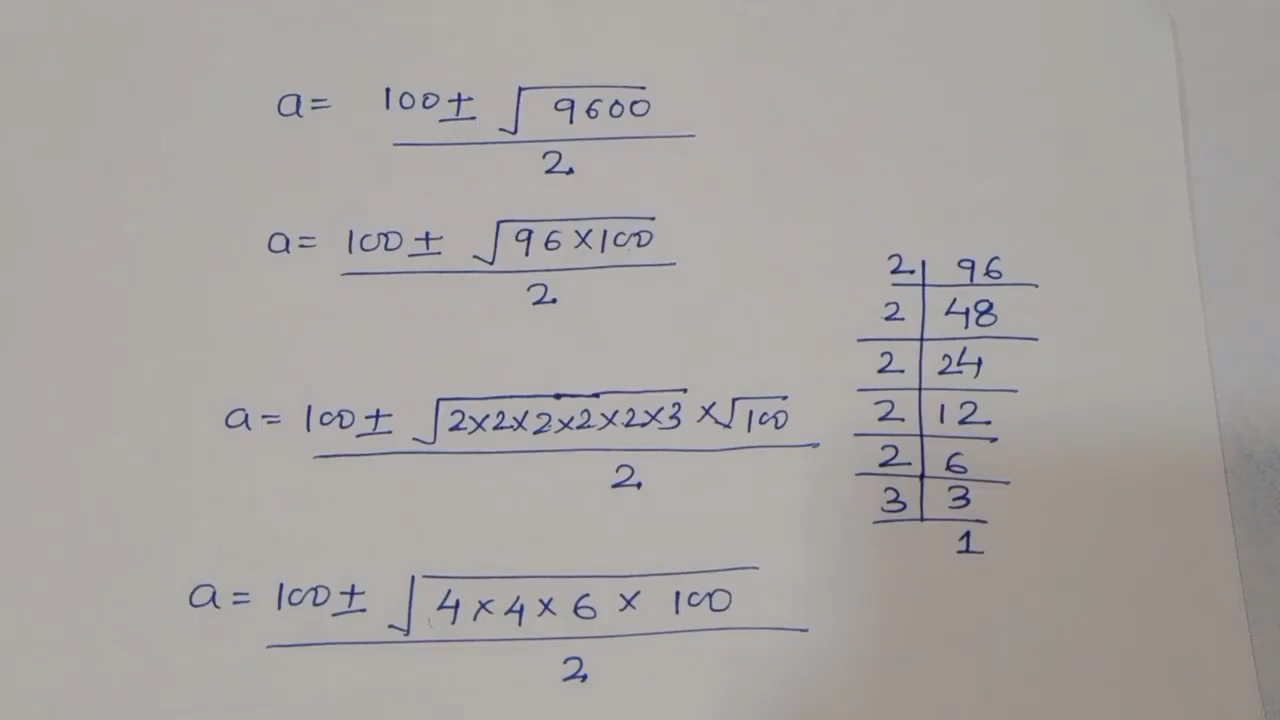 a = 100 ± √9600
2
a = 100 ± √96 × 100
2
a = 100 ± √2×2×2×2×2×3 × √100
2
a = 100 ± √4 × 4 × 6 × 100
2
2 | 96
2 | 48
2 | 24
2 | 12
2 | 6
3 | 3
1